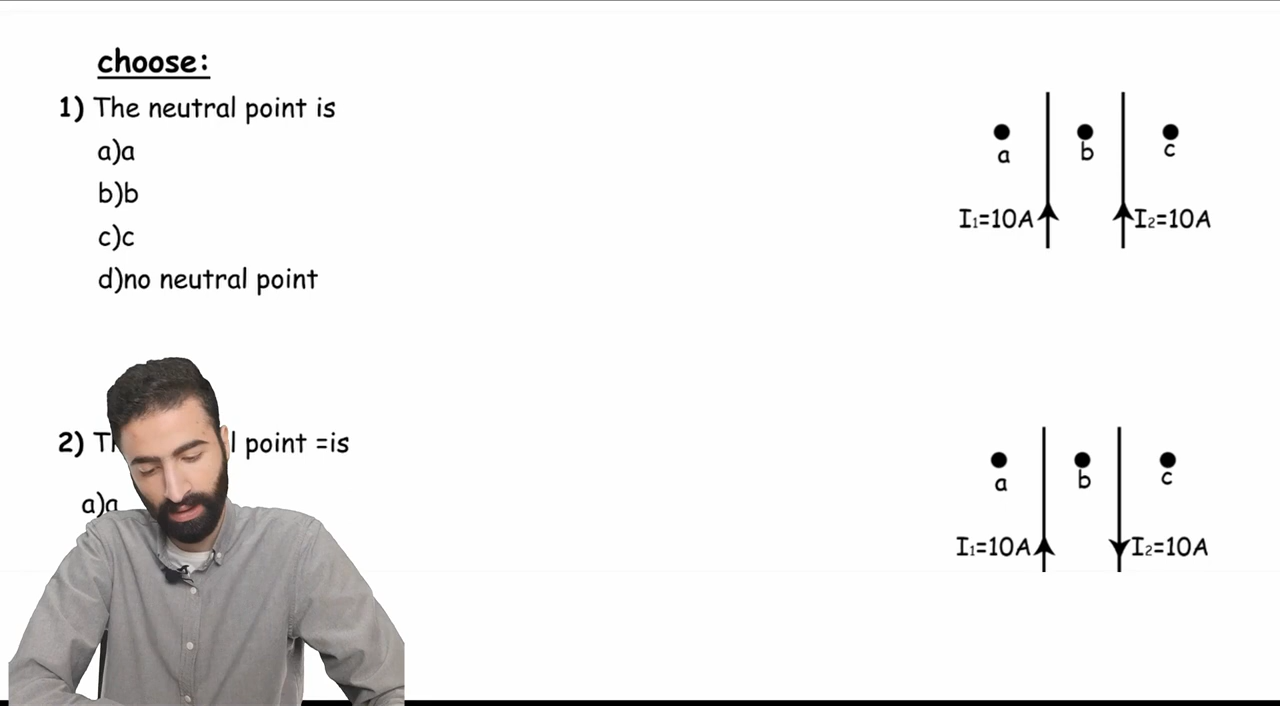 choose:
1) The neutral point is
a)a
b)b
c)c
d)no neutral point
a
b
c
I₁=10A
I₂=10A
2) point =is
a)a
a
b
c
I₁=10A
I₂=10A